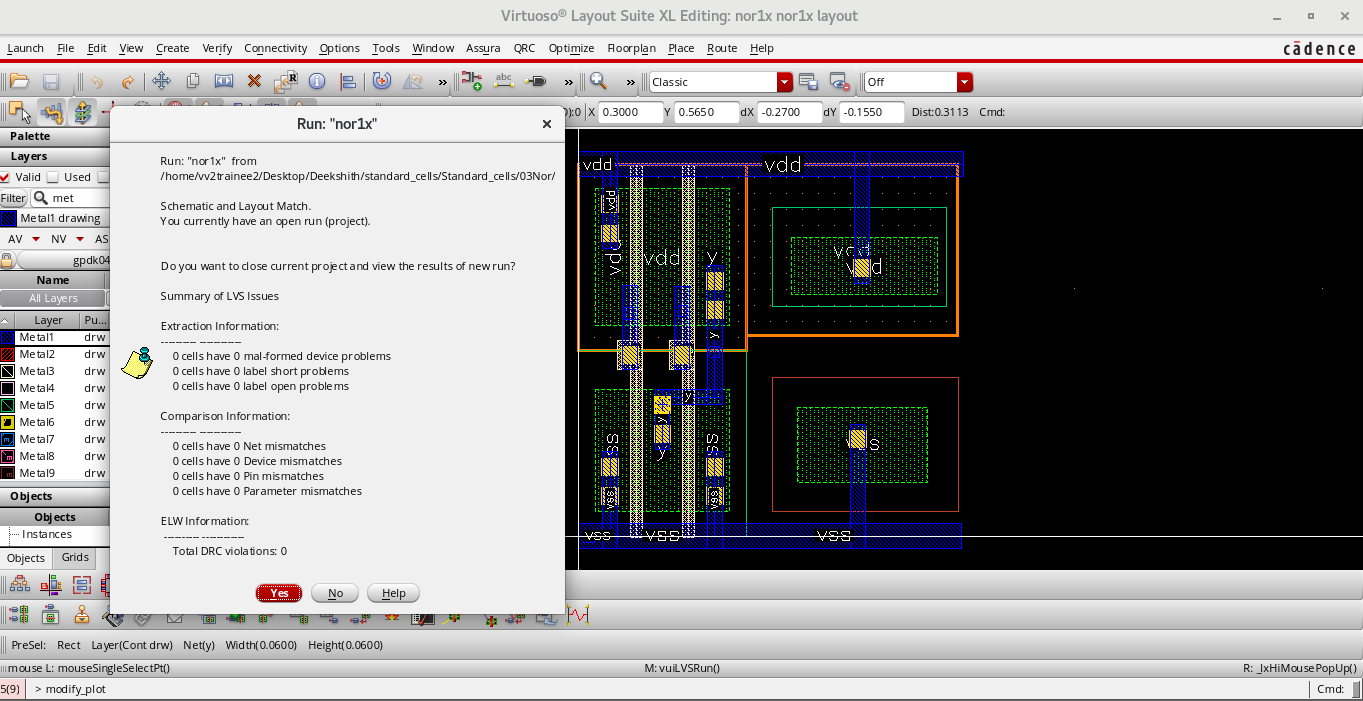 Virtuoso® Layout Suite XL Editing: nor1x nor1x layout
Launch File Edit View Create Verify Connectivity Options Tools Window Assura QRC Optimize Floorplan Place Route Help
cādence
Classic
Off
):0 X 0.3000 Y 0.5650 dX -0.2700 dY -0.1550 Dist:0.3113 Cmd:
Palette
Layers
Valid Used
Filter met
Metal1 drawing
AV NV AS
gpdk04
Name
All Layers
Layer Pu...
Metal1 drw
Metal2 drw
Metal3 drw
Metal4 drw
Metal5 drw
Metal6 drw
Metal7 drw
Metal8 drw
Metal9 drw
Objects
Objects
Instances
Objects Grids
Run: "nor1x"
Run: "nor1x" from
/home/vv2trainee2/Desktop/Deekshith/standard_cells/Standard_cells/03Nor/
Schematic and Layout Match.
You currently have an open run (project).
Do you want to close current project and view the results of new run?
Summary of LVS Issues
Extraction Information:
---------- -----------
0 cells have 0 mal-formed device problems
0 cells have 0 label short problems
0 cells have 0 label open problems
Comparison Information:
---------- -----------
0 cells have 0 Net mismatches
0 cells have 0 Device mismatches
0 cells have 0 Pin mismatches
0 cells have 0 Parameter mismatches
ELW Information:
---------- -----------
Total DRC violations: 0
Yes No Help
vdd vdd
vdd
vdd vdd y
vdd
vdd
y
y
y
y
vss vss
vss vss
vss vss vss
PreSel: Rect Layer(Cont drw) Net(y) Width(0.0600) Height(0.0600)
mouse L: mouseSingleSelectPt() M: vuiLVSRun() R: _lxHiMousePopUp()
5(9) > modify_plot Cmd: